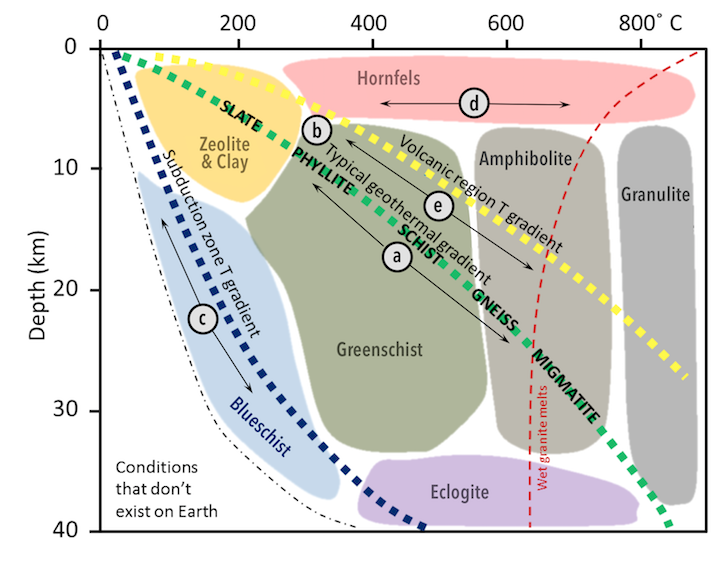 0
200
400
600
800° C
0
10
20
30
40
Depth (km)
Hornfels
d
SLATE
b
Zeolite
& Clay
PHYLLITE
Volcanic region T gradient
Typical geothermal gradient
Amphibolite
Granulite
Subduction zone T gradient
e
SCHIST
a
GNEISS
c
Greenschist
MIGMATITE
Wet granite melts
Blueschist
Eclogite
Conditions
that don't
exist on Earth